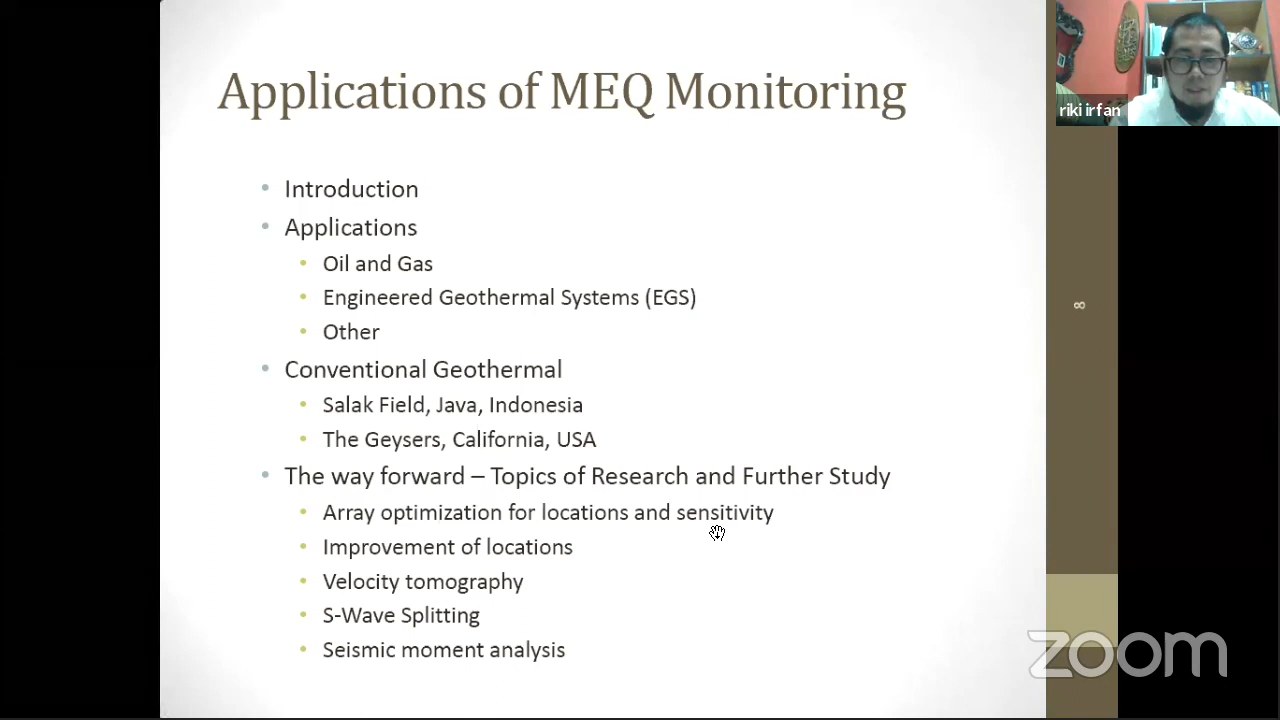 Applications of MEQ Monitoring
riki irfan
• Introduction
• Applications
• Oil and Gas
• Engineered Geothermal Systems (EGS)
• Other
8
• Conventional Geothermal
• Salak Field, Java, Indonesia
• The Geysers, California, USA
• The way forward – Topics of Research and Further Study
• Array optimization for locations and sensitivity
• Improvement of locations
• Velocity tomography
• S-Wave Splitting
• Seismic moment analysis
zoom